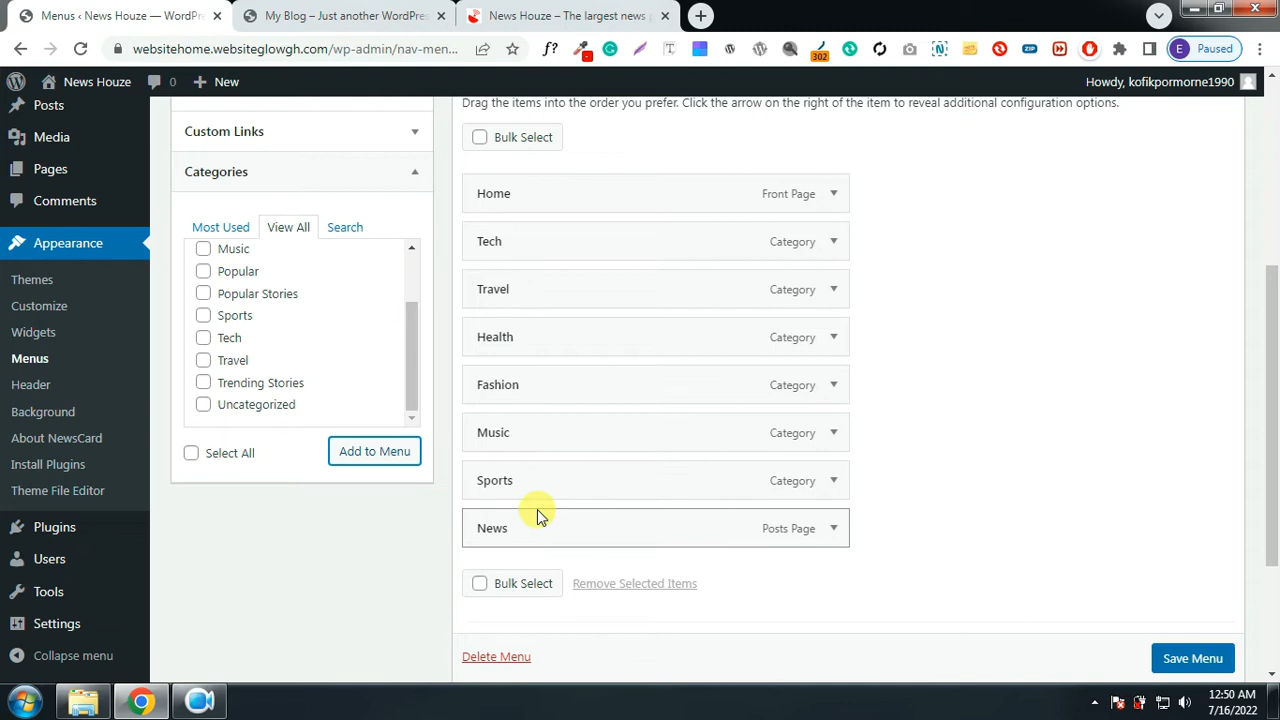 Menus ‹ News Houze — WordPre
My Blog – Just another WordPres
News Houze – The largest news p
websitehome.websiteglowgh.com/wp-admin/nav-men...
f?
302
ZIP
E
Paused
News Houze
0
New
Howdy, kofikpormorne1990
Posts
Media
Pages
Comments
Appearance
Themes
Customize
Widgets
Menus
Header
Background
About NewsCard
Install Plugins
Theme File Editor
Plugins
Users
Tools
Settings
Collapse menu
Custom Links
Categories
Most Used
View All
Search
Music
Popular
Popular Stories
Sports
Tech
Travel
Trending Stories
Uncategorized
Select All
Add to Menu
Drag the items into the order you prefer. Click the arrow on the right of the item to reveal additional configuration options.
Bulk Select
Home Front Page
Tech Category
Travel Category
Health Category
Fashion Category
Music Category
Sports Category
News Posts Page
Bulk Select Remove Selected Items
Delete Menu
Save Menu
12:50 AM
7/16/2022